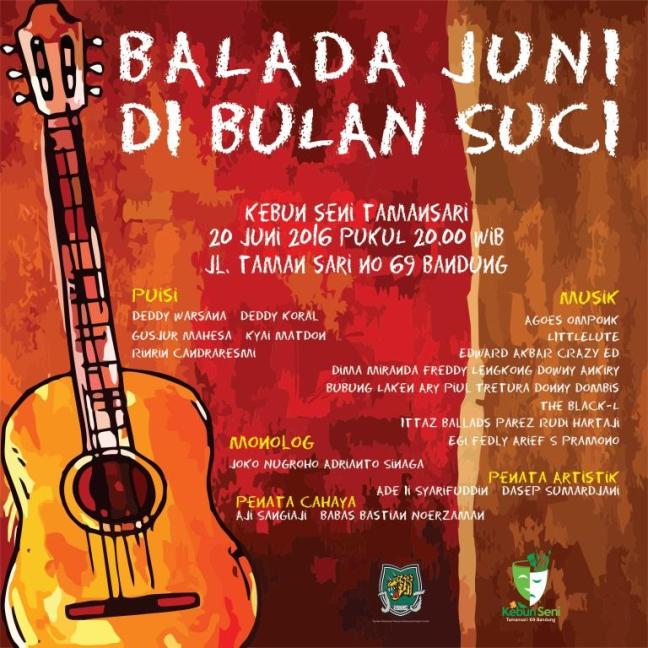 BALADA JUNI
DI BULAN SUCI
KEBUN SENI TAMANSARI
20 JUNI 2016 PUKUL 20.00 WIB
JL. TAMAN SARI NO 69 BANDUNG
PUISI
DEDDY WARSANA DEDDY KORAL
GUSJUR MAHESA KYAI MATDON
RINRIN CANDRARESMI
MUSIK
AGOES OMPONK
LITTLELUTE
EDWARD AKBAR CRAZY ED
DIMA MIRANDA FREDDY LENGKONG DOWNY ANKIRY
BUBUNG LAKEN ARY PIUL TRETURA DONNY DOMBIS
THE BLACK-L
ITTAZ BALLADS PAREZ RUDI HARTAJI
EGI FEDLY ARIEF S PRAMONO
MONOLOG
JOKO NUGROHO ADRIANTO SINAGA
PENATA ARTISTIK
ADE II SYARIFUDDIN DASEP SUMARDJANI
PENATA CAHAYA
AJI SANGIAJI BABAS BASTIAN NOERZAMAN
Kebun Seni
Tamansari 69 Bandung